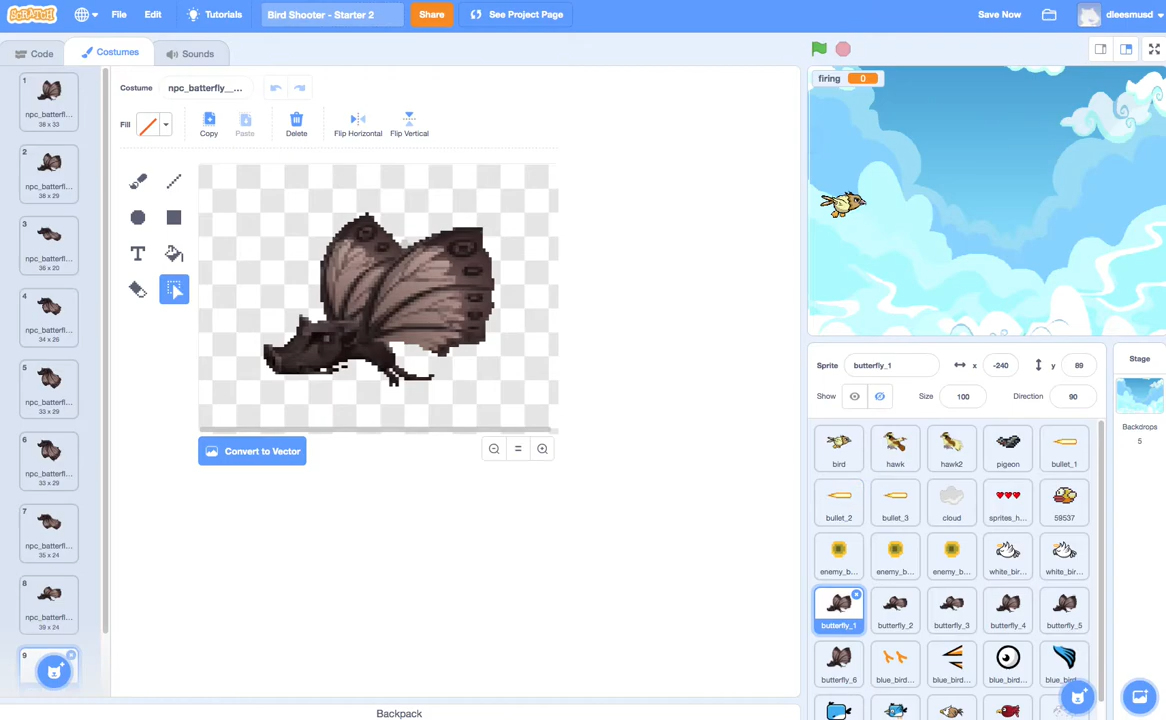 SCRATCH File Edit Tutorials Bird Shooter - Starter 2 Share See Project Page Save Now dleesmusd
Code Costumes Sounds
1
npc_batterfl...
38 x 33
2
npc_batterfl...
38 x 29
3
npc_batterfl...
38 x 20
4
npc_batterfl...
34 x 26
5
npc_batterfl...
33 x 29
6
npc_batterfl...
33 x 29
7
npc_batterfl...
35 x 24
8
npc_batterfl...
39 x 24
9
Costume npc_batterfly__...
Fill Copy Paste Delete Flip Horizontal Flip Vertical
T
Convert to Vector
=
Backpack
firing 0
Sprite butterfly_1 x -240 y 89
Show Size 100 Direction 90
bird hawk hawk2 pigeon bullet_1
bullet_2 bullet_3 cloud sprites_h... 59537
enemy_b... enemy_b... enemy_b... white_bir... white_bir...
butterfly_1 butterfly_2 butterfly_3 butterfly_4 butterfly_5
butterfly_6 blue_bird... blue_bird... blue_bird... blue_bird
Stage
Backdrops
5